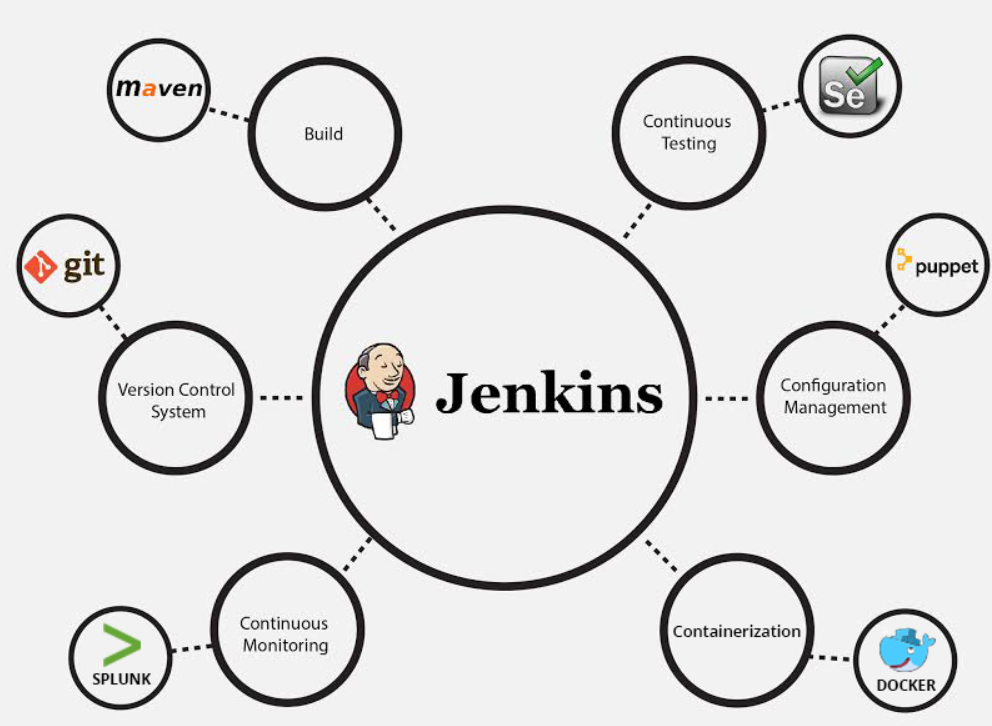 maven
Build
Continuous
Testing
Se
git
Version Control
System
Jenkins
puppet
Configuration
Management
SPLUNK
Continuous
Monitoring
Containerization
DOCKER